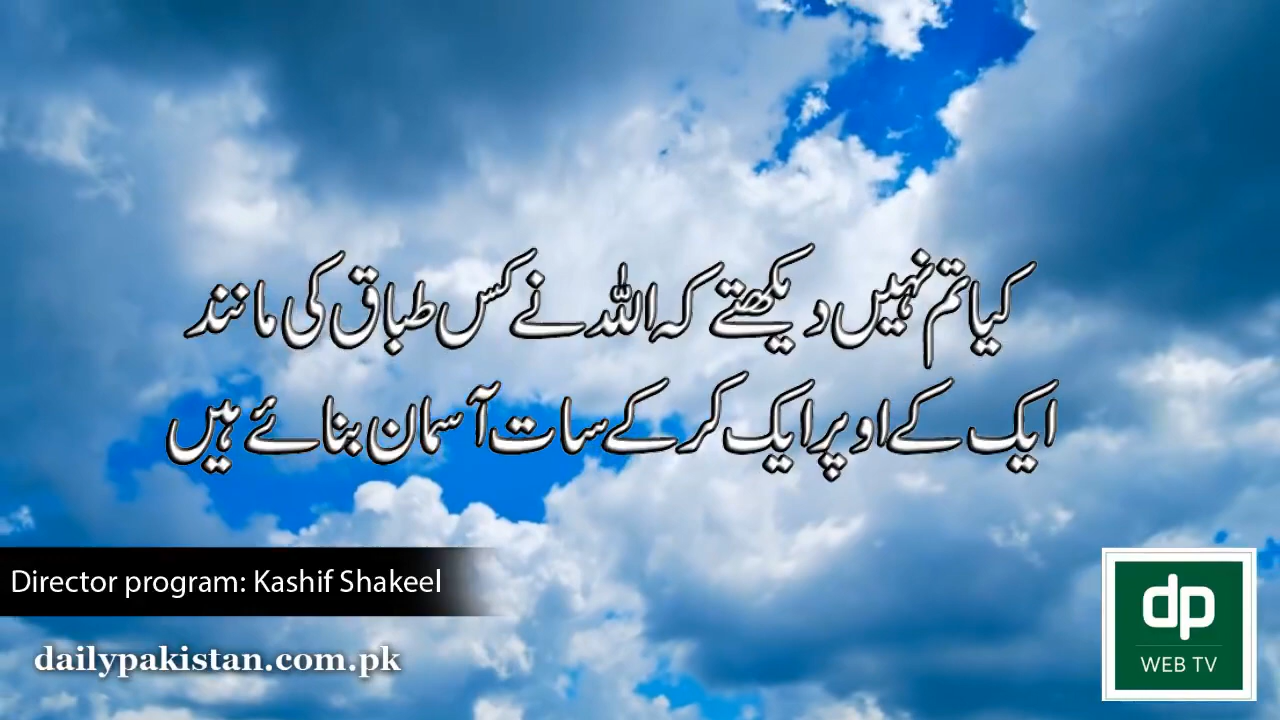 کیا تم نہیں دیکھتے کہ اللہ نے کس طباق کی مانند
ایک کے اوپر ایک کر کے سات آسمان بنائے ہیں
Director program: Kashif Shakeel
dailypakistan.com.pk
dp
WEB TV